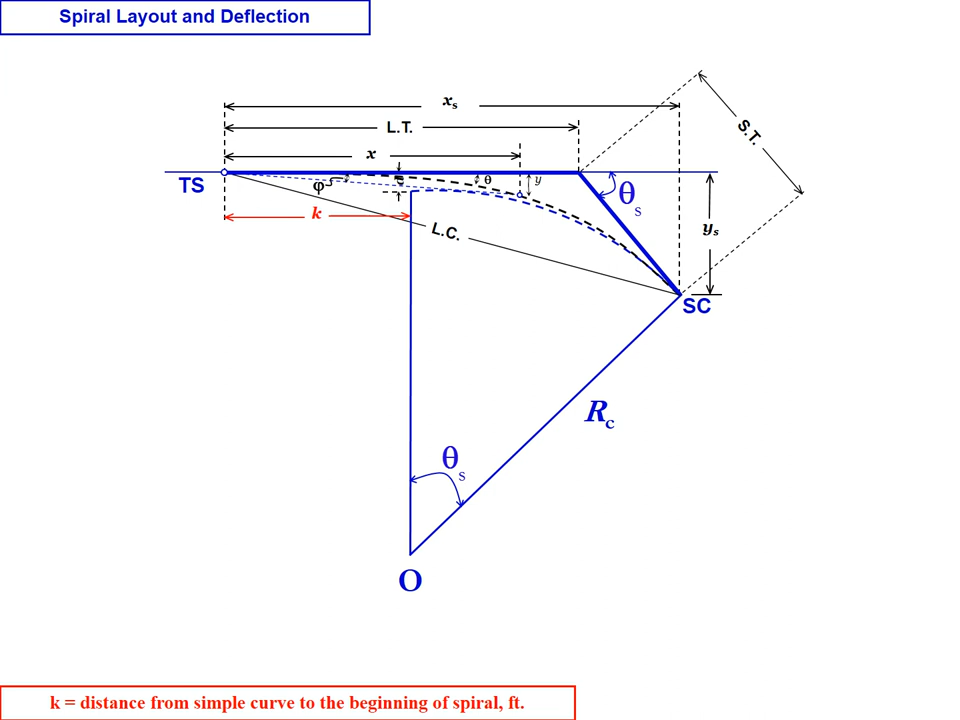 Spiral Layout and Deflection
xs
L.T.
S.T.
x
TS
φ
θ
y
θs
k
L.C.
ys
SC
Rc
θs
O
k = distance from simple curve to the beginning of spiral, ft.